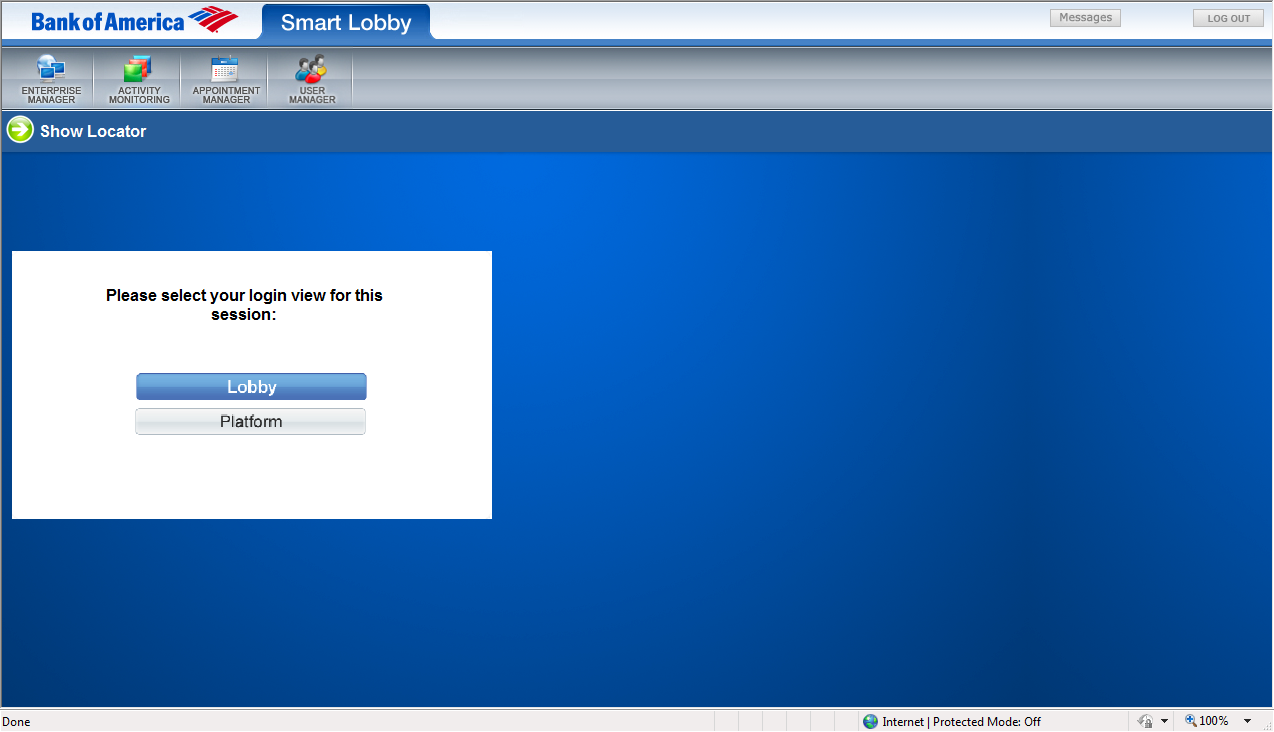 Bank of America
Smart Lobby
Messages
LOG OUT
ENTERPRISE
MANAGER
ACTIVITY
MONITORING
APPOINTMENT
MANAGER
USER
MANAGER
Show Locator
Please select your login view for this
session:
Lobby
Platform
Done
Internet | Protected Mode: Off
100%